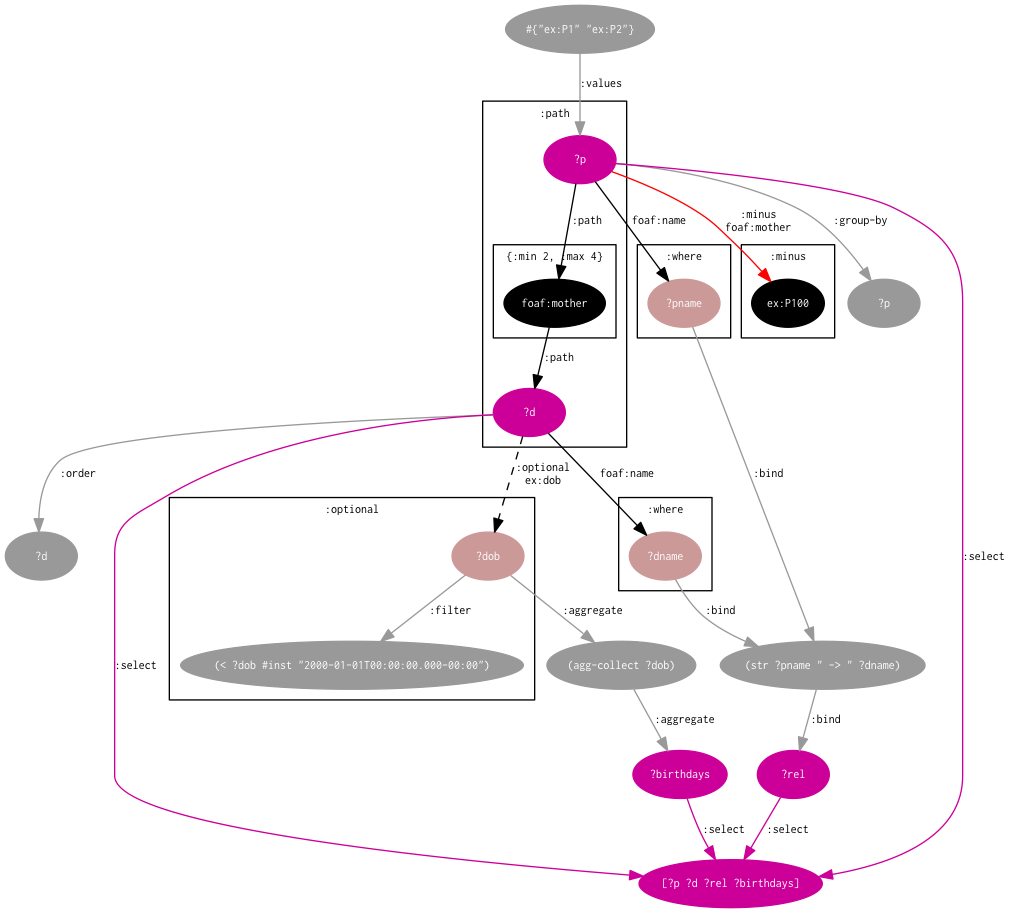 #{"ex:P1" "ex:P2"}
:values
:path
?p
:path
foaf:name
:minus
foaf:mother
:group-by
{:min 2, :max 4}
:where
:minus
foaf:mother
?pname
ex:P100
?p
:path
?d
:order
:optional
ex:dob
foaf:name
:bind
:optional
:where
?d
?dob
?dname
:select
:filter
:aggregate
:bind
:select
(< ?dob #inst "2000-01-01T00:00:00.000-00:00")
(agg-collect ?dob)
(str ?pname " -> " ?dname)
:aggregate
:bind
?birthdays
?rel
:select
:select
[?p ?d ?rel ?birthdays]